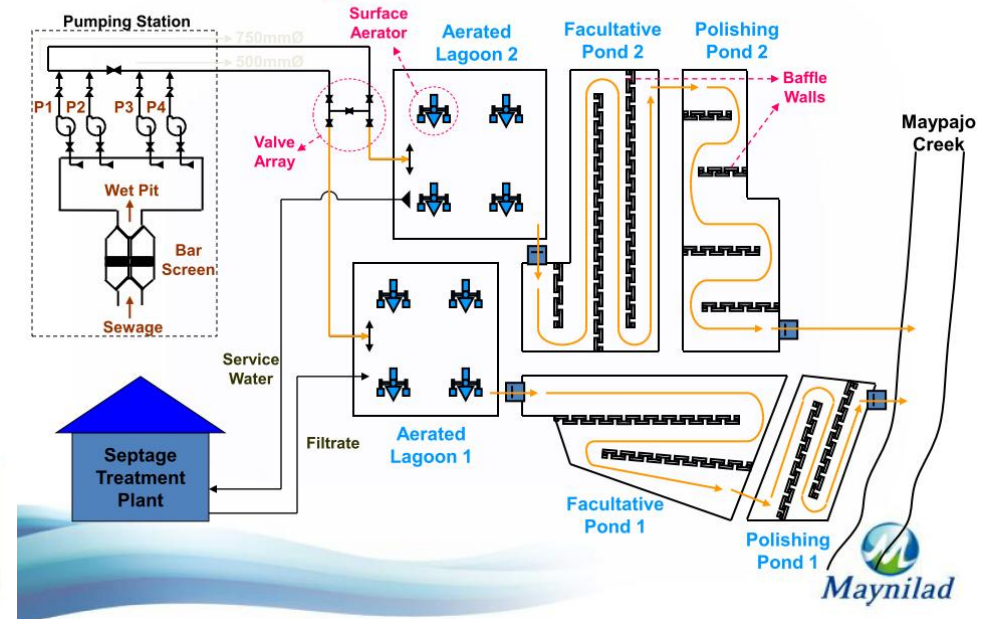 Pumping Station
750mmØ
500mmØ
P1
P2
P3
P4
Wet Pit
Bar
Screen
Sewage
Surface
Aerator
Valve
Array
Aerated
Lagoon 2
Facultative
Pond 2
Polishing
Pond 2
Baffle
Walls
Maypajo
Creek
Service
Water
Filtrate
Septage
Treatment
Plant
Aerated
Lagoon 1
Facultative
Pond 1
Polishing
Pond 1
Maynilad